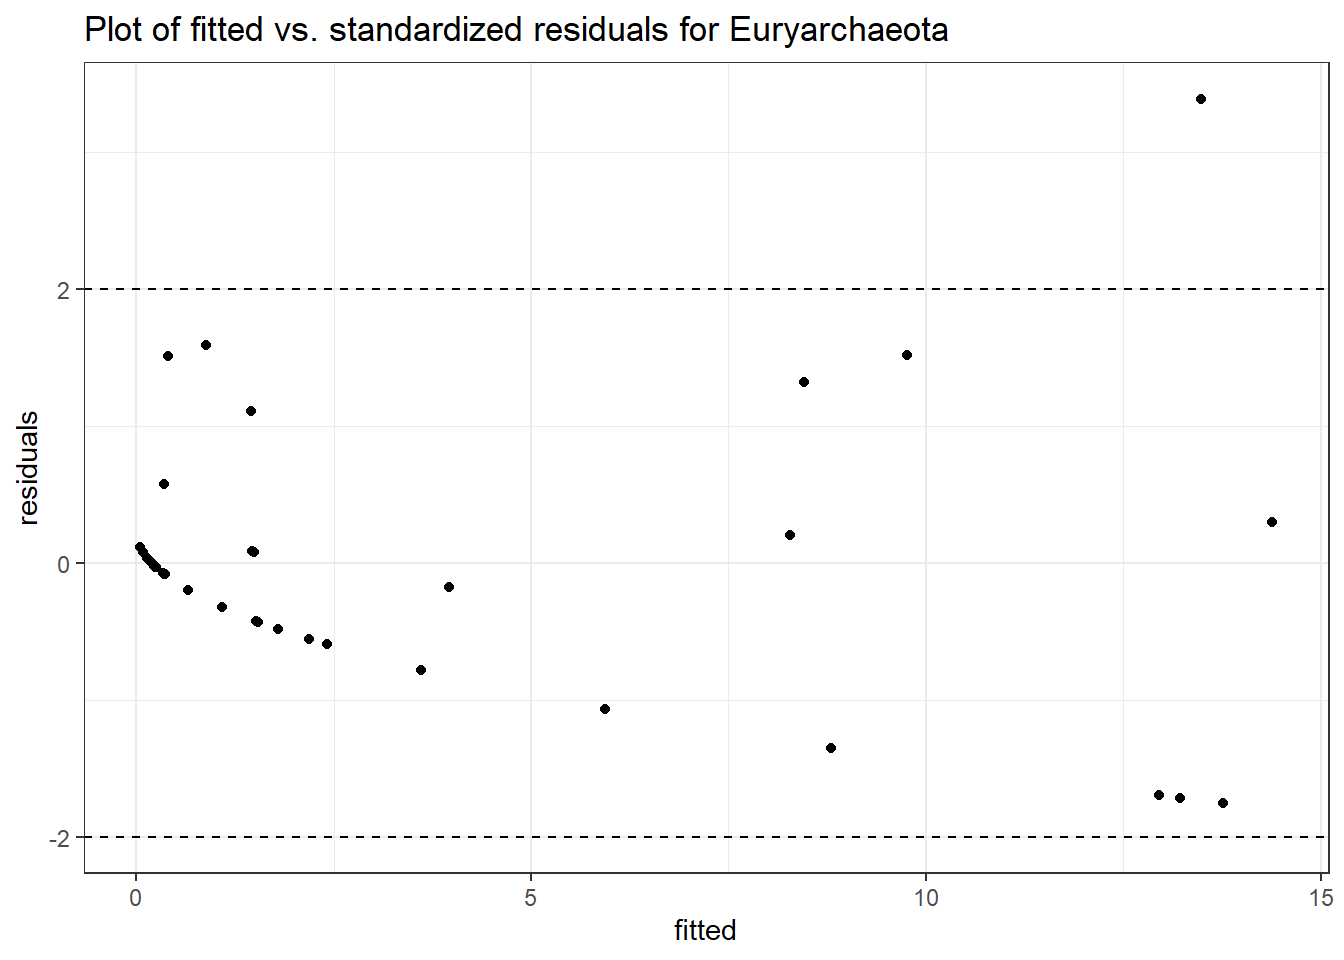 Plot of fitted vs. standardized residuals for Euryarchaeota
2
0
-2
residuals
0 5 10 15
fitted